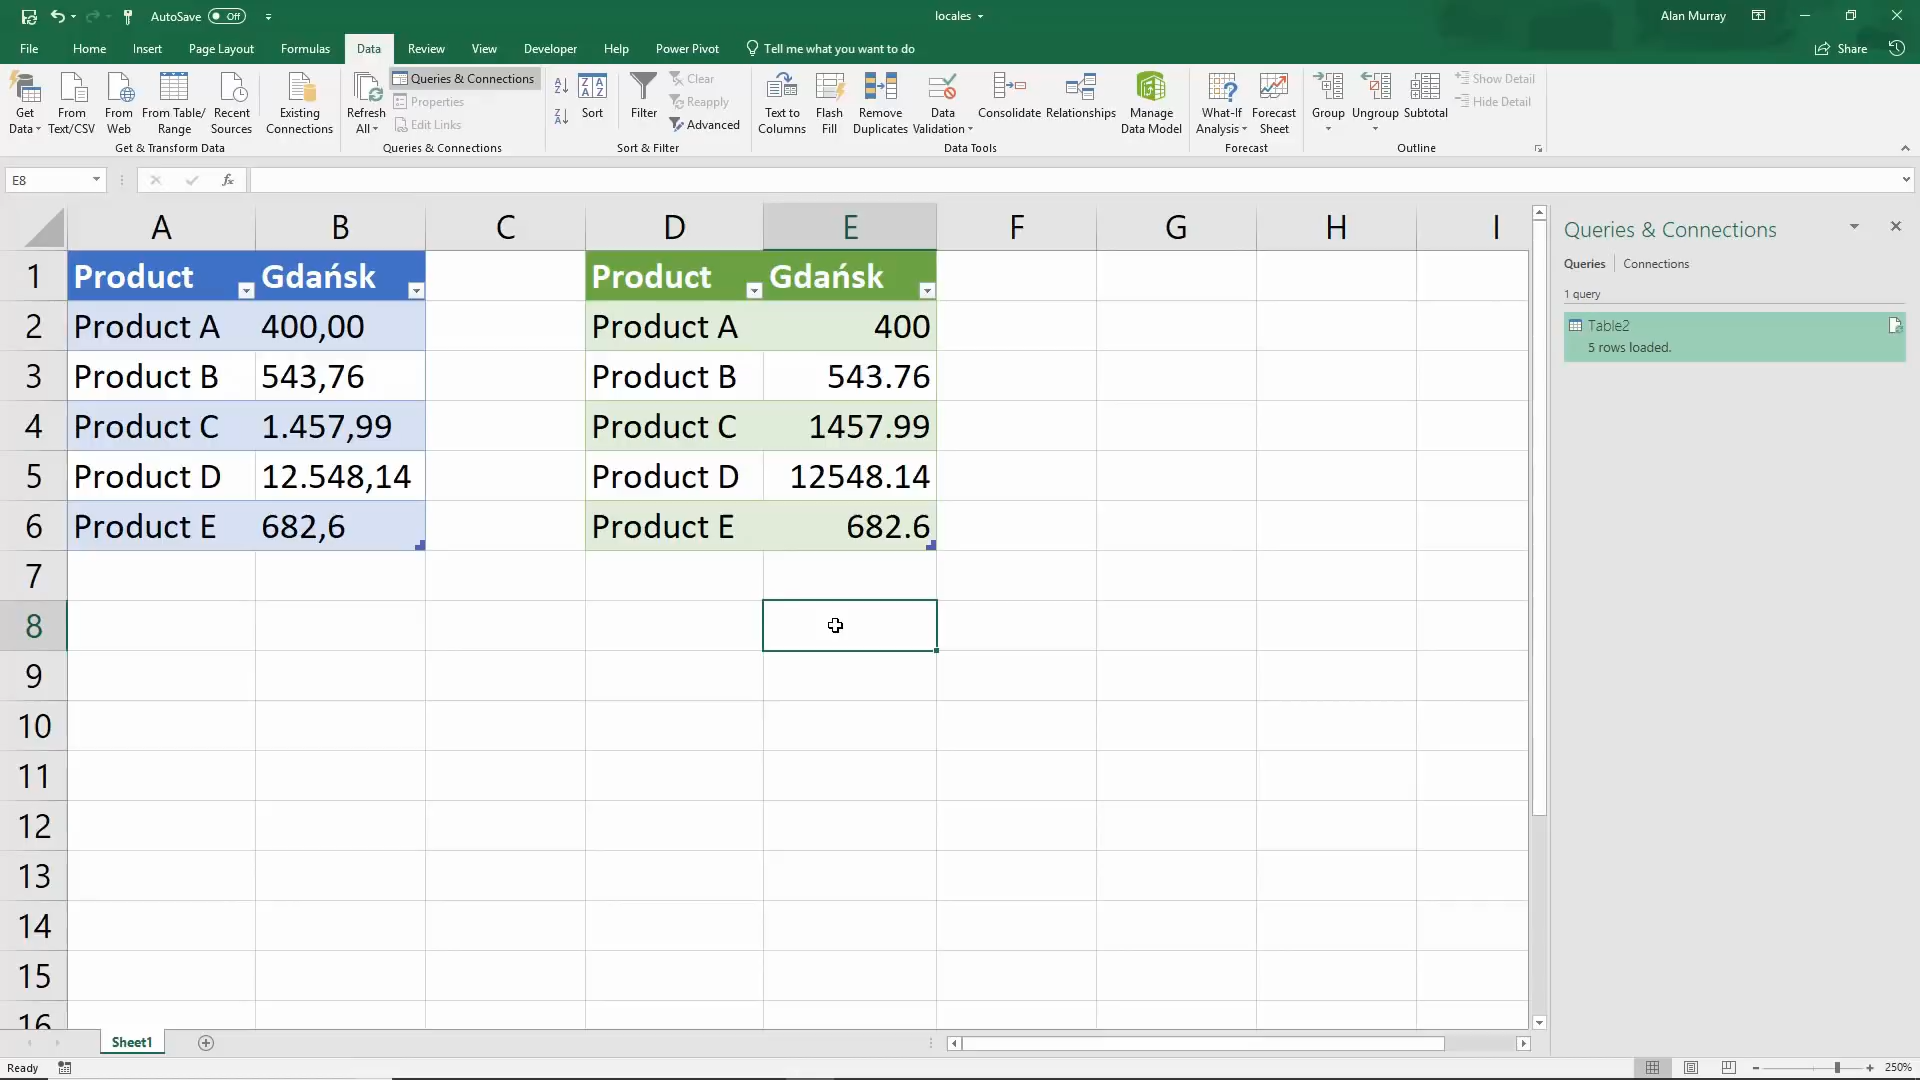 AutoSave Off
locales
Alan Murray
File Home Insert Page Layout Formulas Data Review View Developer Help Power Pivot Tell me what you want to do
Share
Get Data
From Text/CSV
From Web
From Table/ Range
Recent Sources
Existing Connections
Refresh All
Queries & Connections
Properties
Edit Links
Sort
Filter
Clear
Reapply
Advanced
Text to Columns
Flash Fill
Remove Duplicates
Data Validation
Consolidate
Relationships
Manage Data Model
What-If Analysis
Forecast Sheet
Group
Ungroup
Subtotal
Show Detail
Hide Detail
Get & Transform Data
Queries & Connections
Sort & Filter
Data Tools
Forecast
Outline
E8
fx
A B C D E F G H I
1 Product Gdańsk Product Gdańsk
2 Product A 400,00 Product A 400
3 Product B 543,76 Product B 543.76
4 Product C 1.457,99 Product C 1457.99
5 Product D 12.548,14 Product D 12548.14
6 Product E 682,6 Product E 682.6
7
8
9
10
11
12
13
14
15
16
Queries & Connections
Queries Connections
1 query
Table2
5 rows loaded.
Sheet1
Ready
250%